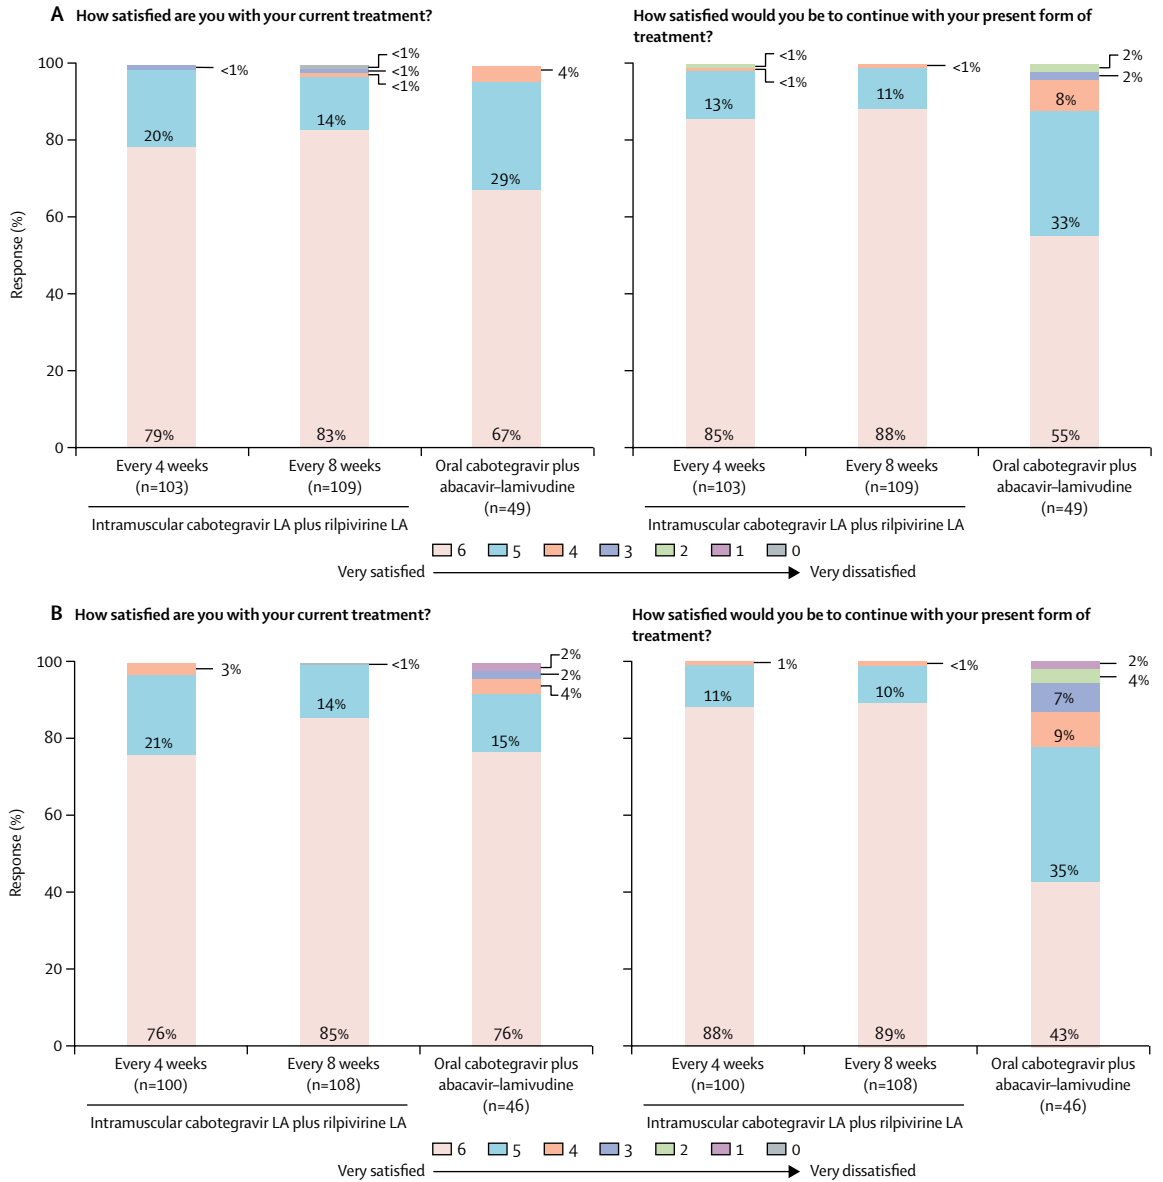 A How satisfied are you with your current treatment?
How satisfied would you be to continue with your present form of
treatment?
Response (%)
100
80
60
40
20
0
<1%
20%
79%
<1%
<1%
<1%
14%
83%
4%
29%
67%
<1%
<1%
13%
85%
<1%
11%
88%
2%
2%
8%
33%
55%
Every 4 weeks
(n=103)
Every 8 weeks
(n=109)
Oral cabotegravir plus
abacavir–lamivudine
(n=49)
Intramuscular cabotegravir LA plus rilpivirine LA
Every 4 weeks
(n=103)
Every 8 weeks
(n=109)
Oral cabotegravir plus
abacavir–lamivudine
(n=49)
Intramuscular cabotegravir LA plus rilpivirine LA
6 5 4 3 2 1 0
Very satisfied Very dissatisfied
B How satisfied are you with your current treatment?
How satisfied would you be to continue with your present form of
treatment?
Response (%)
100
80
60
40
20
0
3%
21%
76%
<1%
14%
85%
2%
2%
4%
15%
76%
1%
11%
88%
<1%
10%
89%
2%
4%
7%
9%
35%
43%
Every 4 weeks
(n=100)
Every 8 weeks
(n=108)
Oral cabotegravir plus
abacavir–lamivudine
(n=46)
Intramuscular cabotegravir LA plus rilpivirine LA
Every 4 weeks
(n=100)
Every 8 weeks
(n=108)
Oral cabotegravir plus
abacavir–lamivudine
(n=46)
Intramuscular cabotegravir LA plus rilpivirine LA
6 5 4 3 2 1 0
Very satisfied Very dissatisfied